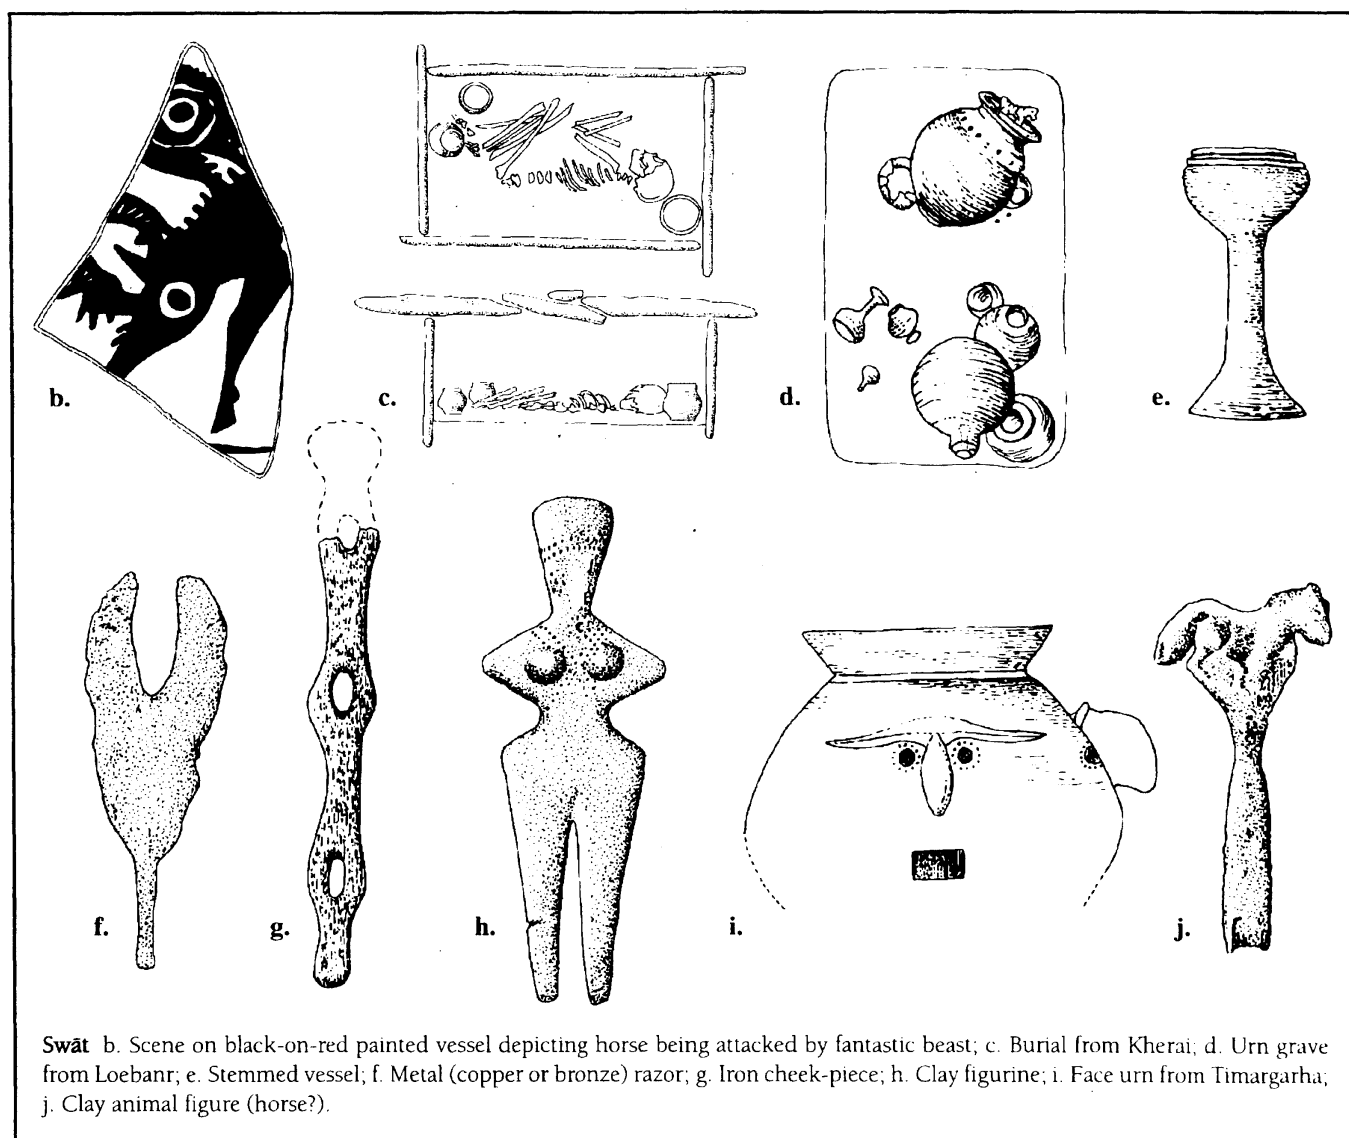 b.
c.
d.
e.
f.
g.
h.
i.
j.
Swāt b. Scene on black-on-red painted vessel depicting horse being attacked by fantastic beast; c. Burial from Kherai; d. Urn grave
from Loebanr; e. Stemmed vessel; f. Metal (copper or bronze) razor; g. Iron cheek-piece; h. Clay figurine; i. Face urn from Timargarha;
j. Clay animal figure (horse?).